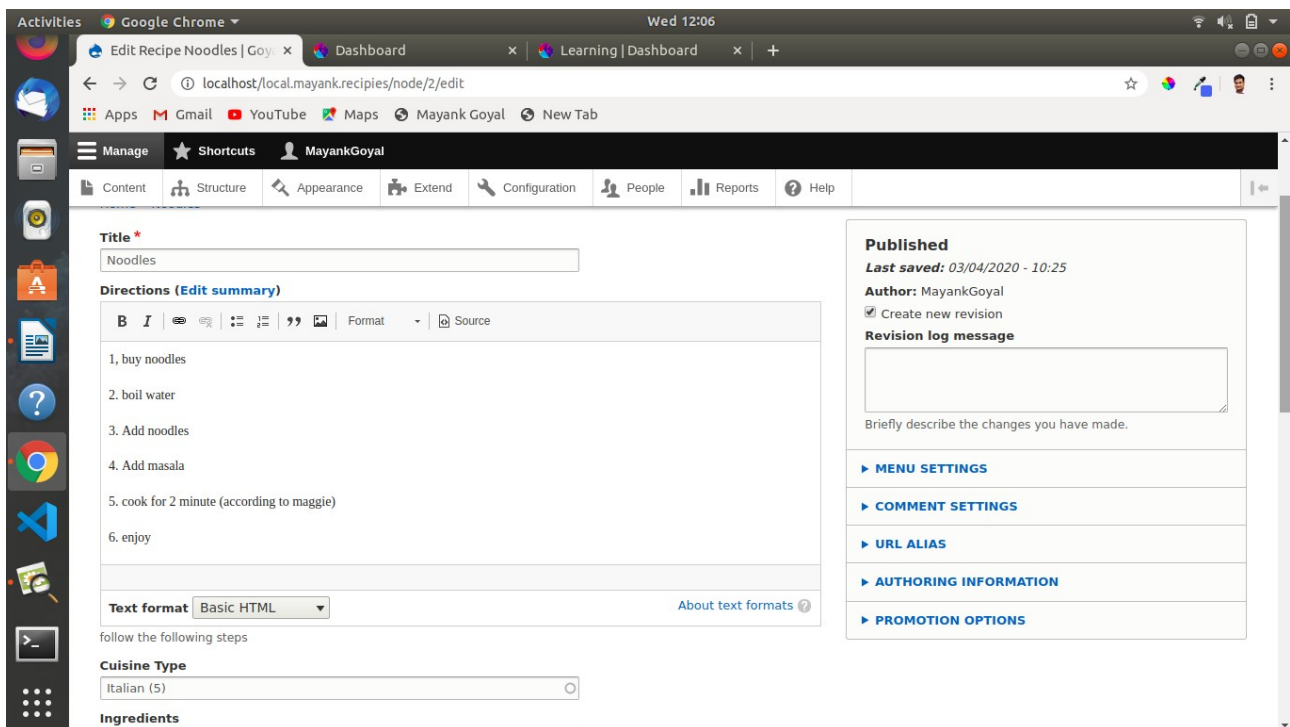 Activities Google Chrome Wed 12:06
Edit Recipe Noodles | Goy Dashboard Learning | Dashboard
localhost/local.mayank.recipies/node/2/edit
Apps Gmail YouTube Maps Mayank Goyal New Tab
Manage Shortcuts MayankGoyal
Content Structure Appearance Extend Configuration People Reports Help
Title *
Noodles
Directions (Edit summary)
B I Format Source
1, buy noodles
2. boil water
3. Add noodles
4. Add masala
5. cook for 2 minute (according to maggie)
6. enjoy
Text format Basic HTML About text formats ?
follow the following steps
Cuisine Type
Italian (5)
Ingredients
Published
Last saved: 03/04/2020 - 10:25
Author: MayankGoyal
Create new revision
Revision log message
Briefly describe the changes you have made.
MENU SETTINGS
COMMENT SETTINGS
URL ALIAS
AUTHORING INFORMATION
PROMOTION OPTIONS